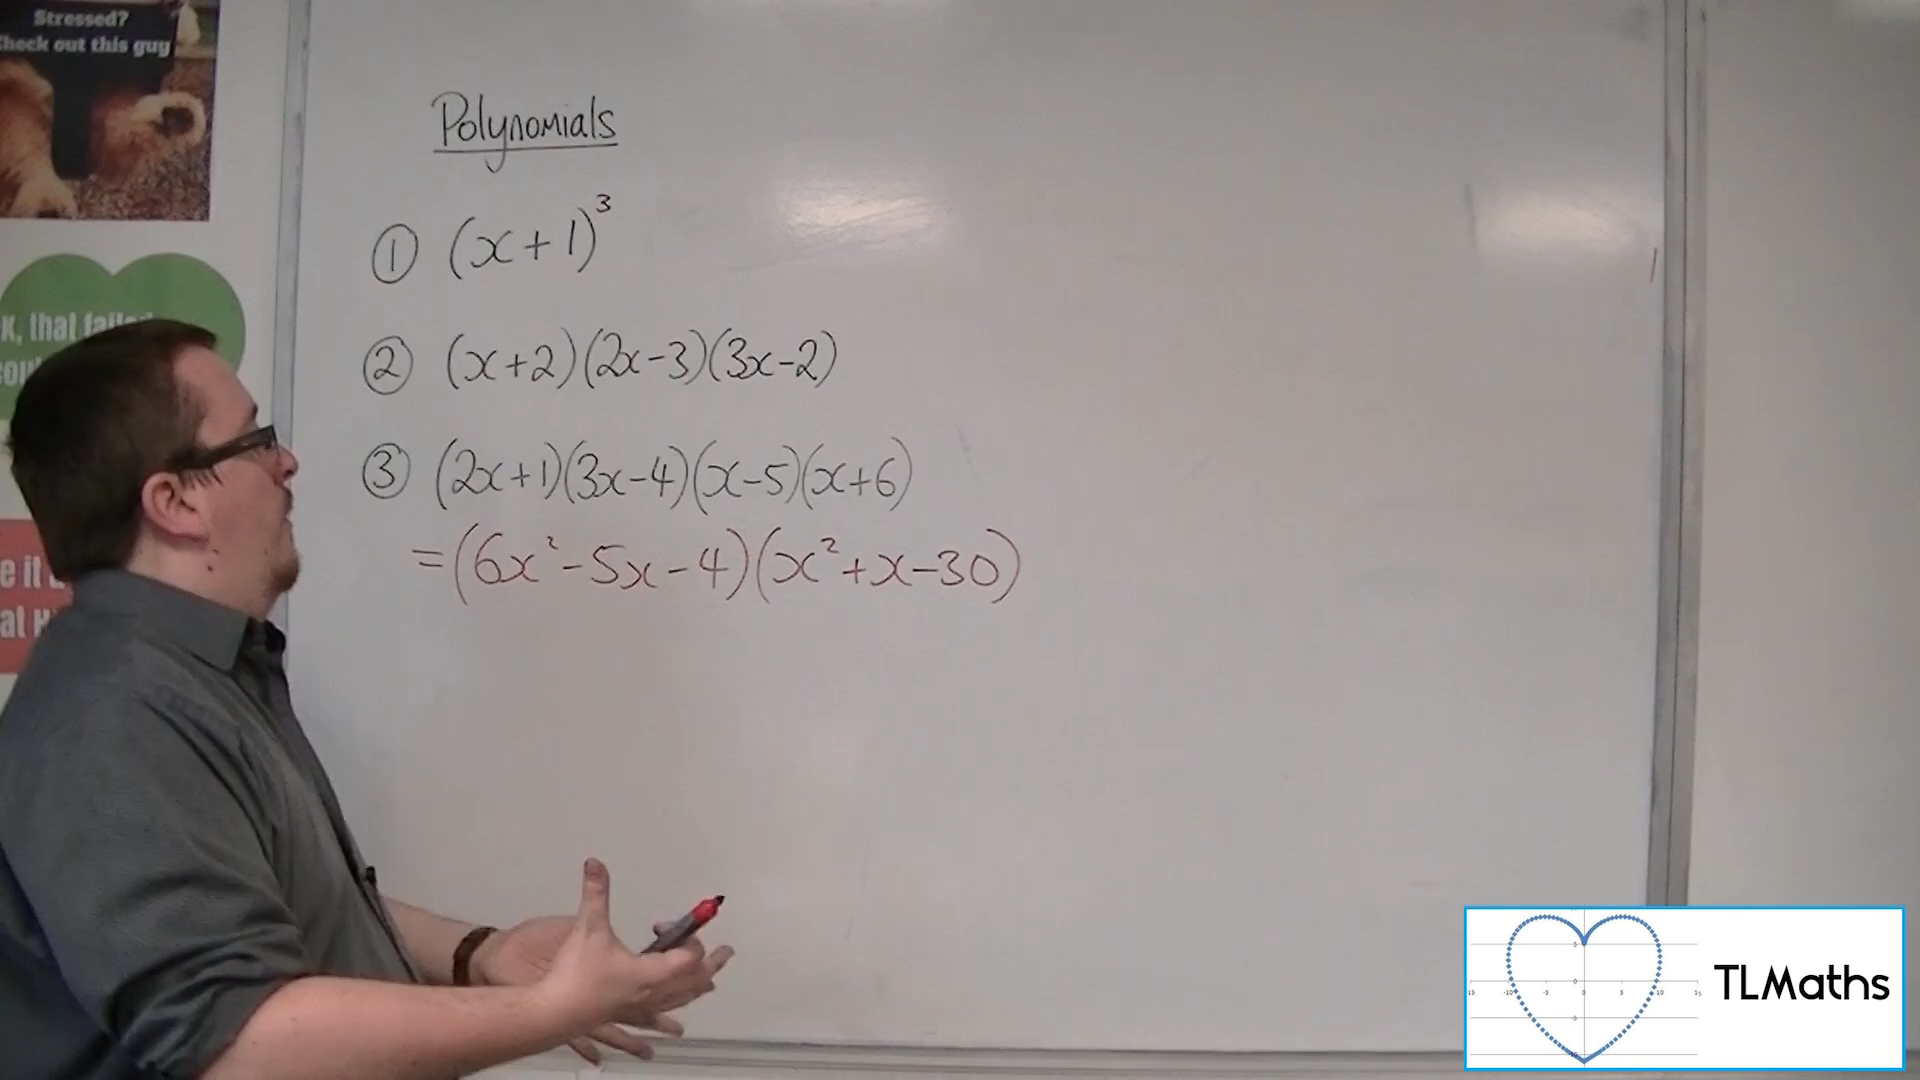 Stressed?
Check out this guy
Polynomials
① (x+1)³
② (x+2)(2x-3)(3x-2)
③ (2x+1)(3x-4)(x-5)(x+6)
=(6x²-5x-4)(x²+x-30)
that
TLMaths